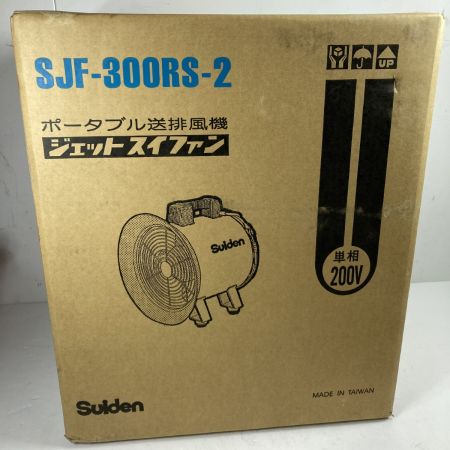 SJF-300RS-2
UP
ポータブル送排風機
ジェットスイファン
Suiden
単相
200V
MADE IN TAIWAN
Suiden